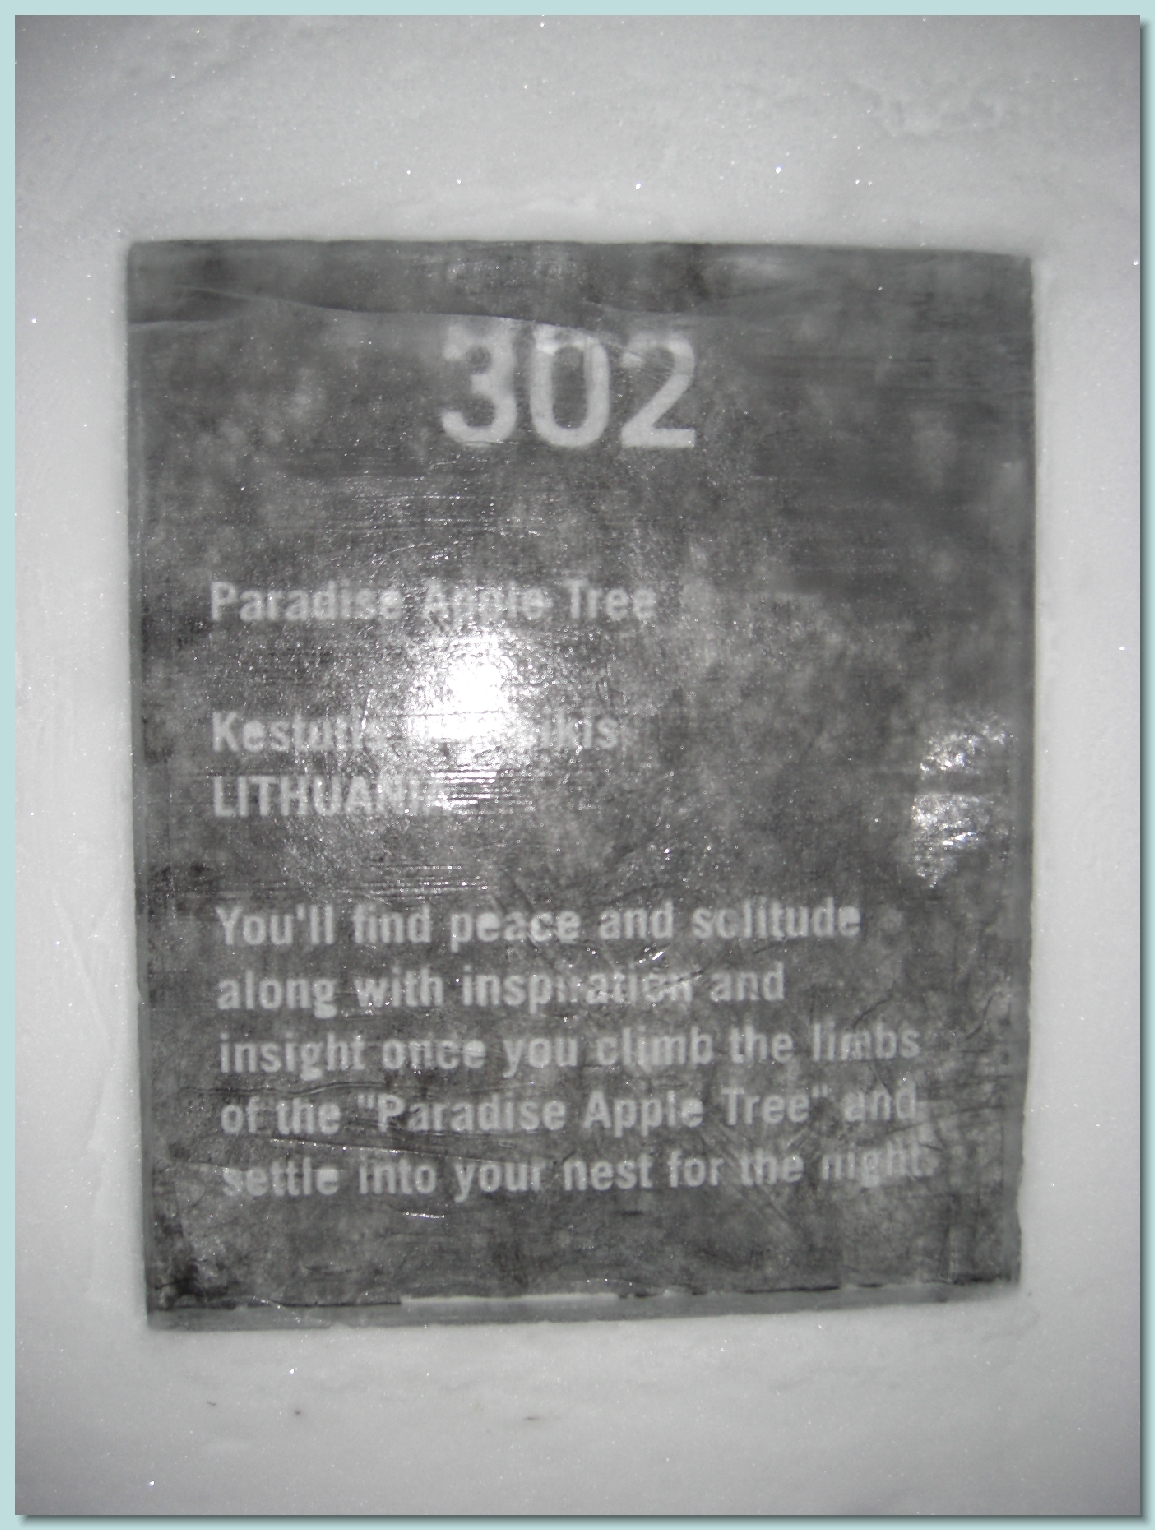 302
Paradise Apple Tree
Kestutis
LITHUANIA
You'll find peace and solitude
along with inspiration and
insight once you climb the limbs
of the "Paradise Apple Tree" and
settle into your nest for the night.